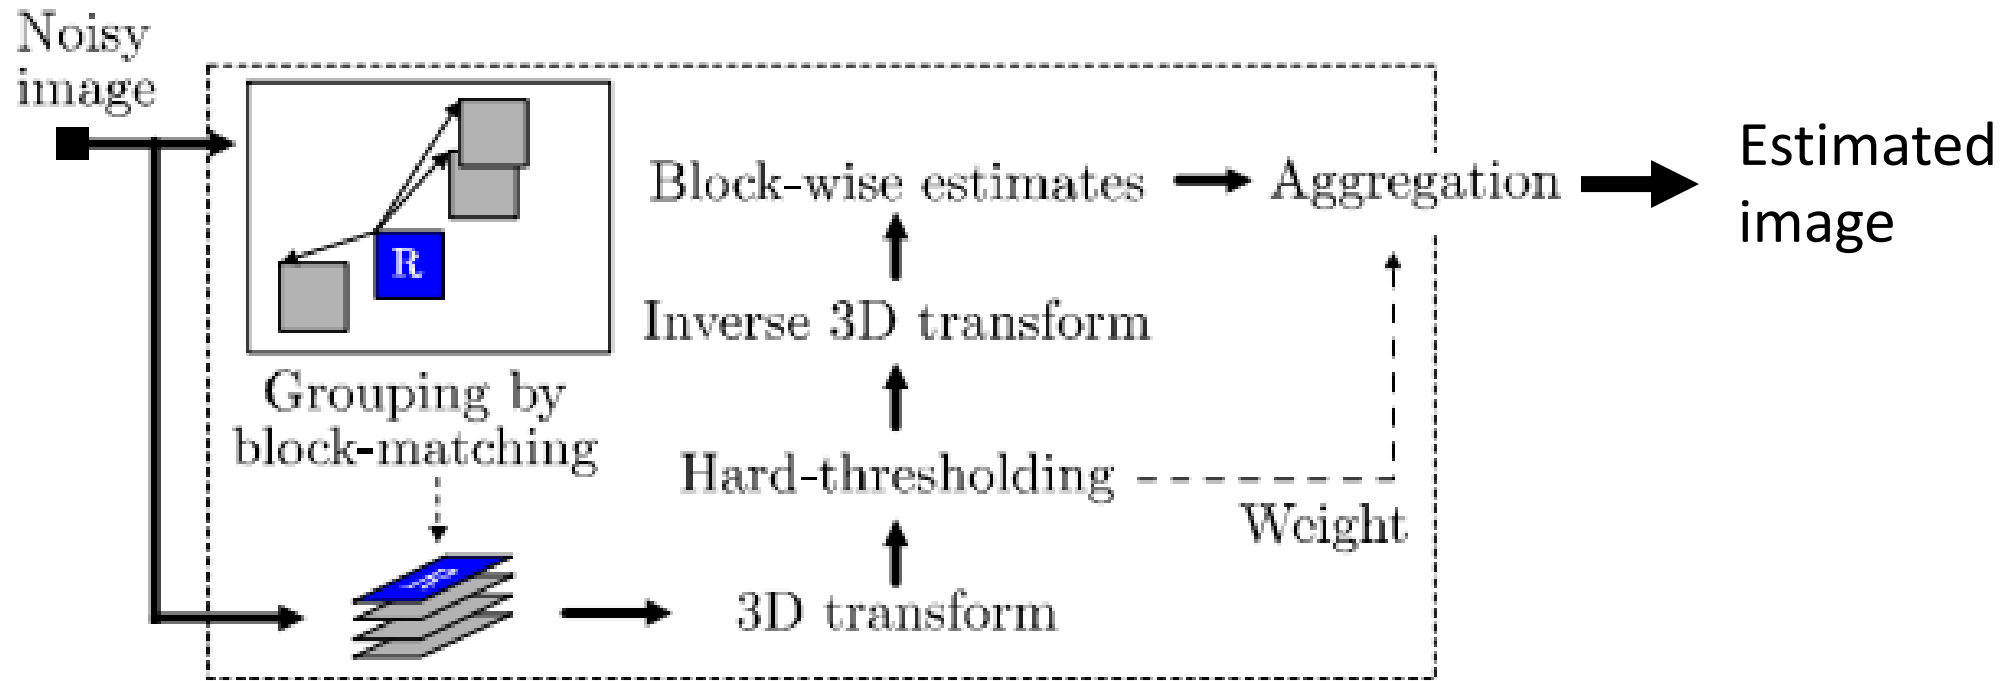 Noisy
image
R
Block-wise estimates
Aggregation
Estimated
image
Inverse 3D transform
Grouping by
block-matching
Hard-thresholding
Weight
R
3D transform